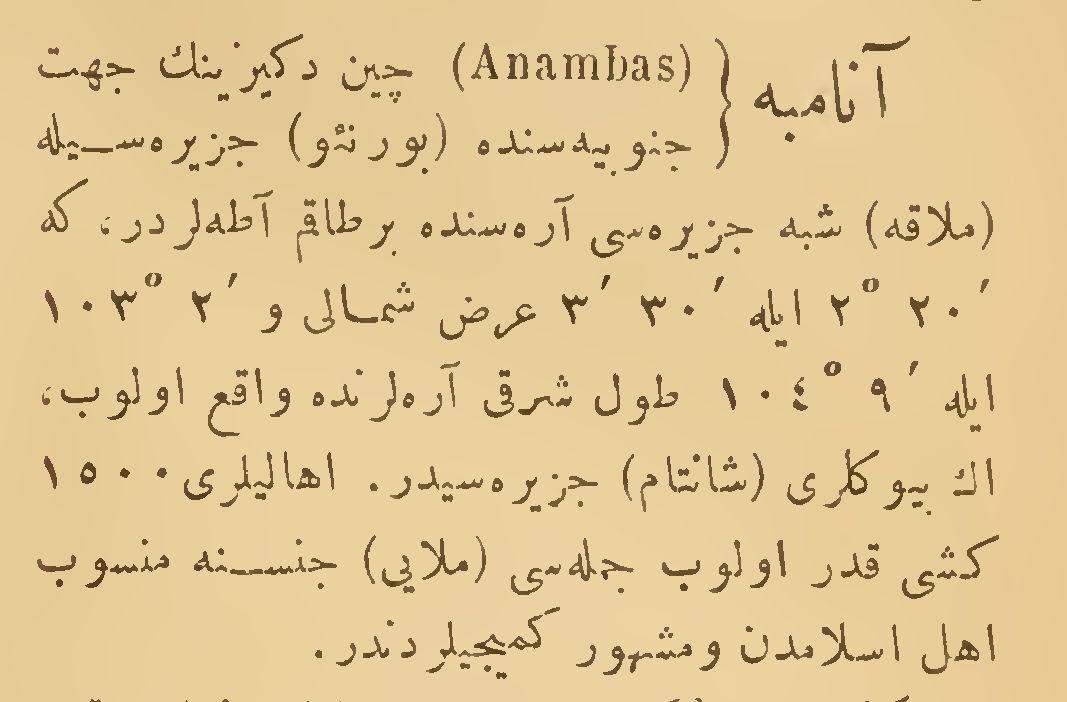 آنامبه { (Anambas) چین دکیزینك جهت
جنوبیه‌سنده (بورنئو) جزیره‌سیله
(ملاقه) شبه جزیره‌سی آره‌سنده برطاقم آطه‌لردر، که
′۲۰ °۲ ایله ′۳۰ ′۳ عرض شمالی و ′۲ °۱۰۳
ایله ′۹ °۱۰٤ طول شرقی آره‌لرنده واقع اولوب،
اك بیوکلری (شانتام) جزیره‌سیدر. اهالیلری ۱۵۰۰
کشی قدر اولوب جمله‌سی (ملایی) جنسنه منسوب
اهل اسلامدن ومشهور کمیجیلردندر.